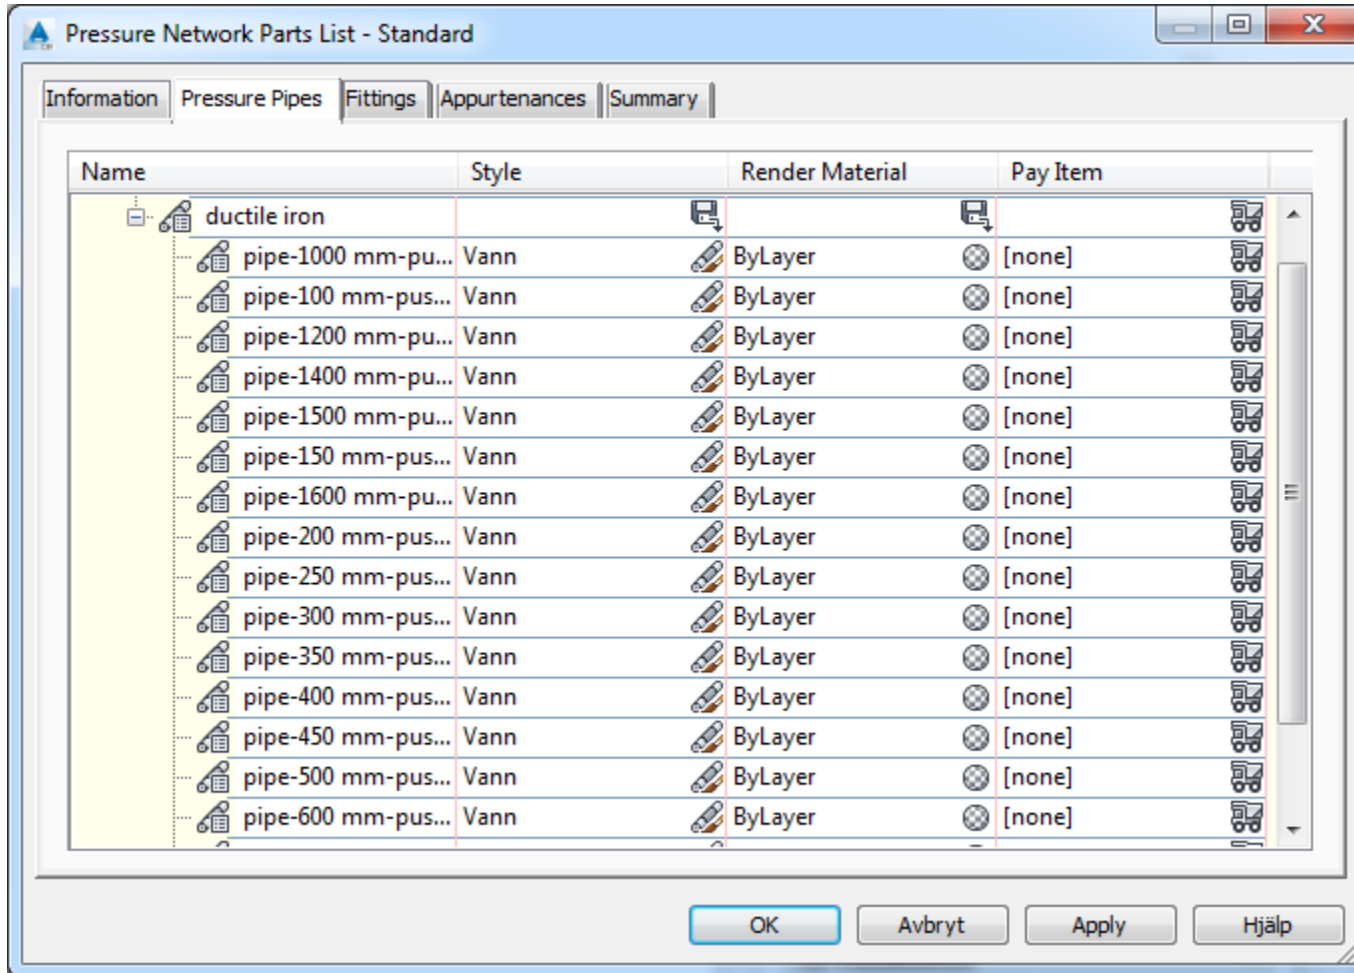 Pressure Network Parts List - Standard
Information Pressure Pipes Fittings Appurtenances Summary
Name Style Render Material Pay Item
ductile iron
pipe-1000 mm-pu... Vann ByLayer [none]
pipe-100 mm-pus... Vann ByLayer [none]
pipe-1200 mm-pu... Vann ByLayer [none]
pipe-1400 mm-pu... Vann ByLayer [none]
pipe-1500 mm-pu... Vann ByLayer [none]
pipe-150 mm-pus... Vann ByLayer [none]
pipe-1600 mm-pu... Vann ByLayer [none]
pipe-200 mm-pus... Vann ByLayer [none]
pipe-250 mm-pus... Vann ByLayer [none]
pipe-300 mm-pus... Vann ByLayer [none]
pipe-350 mm-pus... Vann ByLayer [none]
pipe-400 mm-pus... Vann ByLayer [none]
pipe-450 mm-pus... Vann ByLayer [none]
pipe-500 mm-pus... Vann ByLayer [none]
pipe-600 mm-pus... Vann ByLayer [none]
OK Avbryt Apply Hjälp